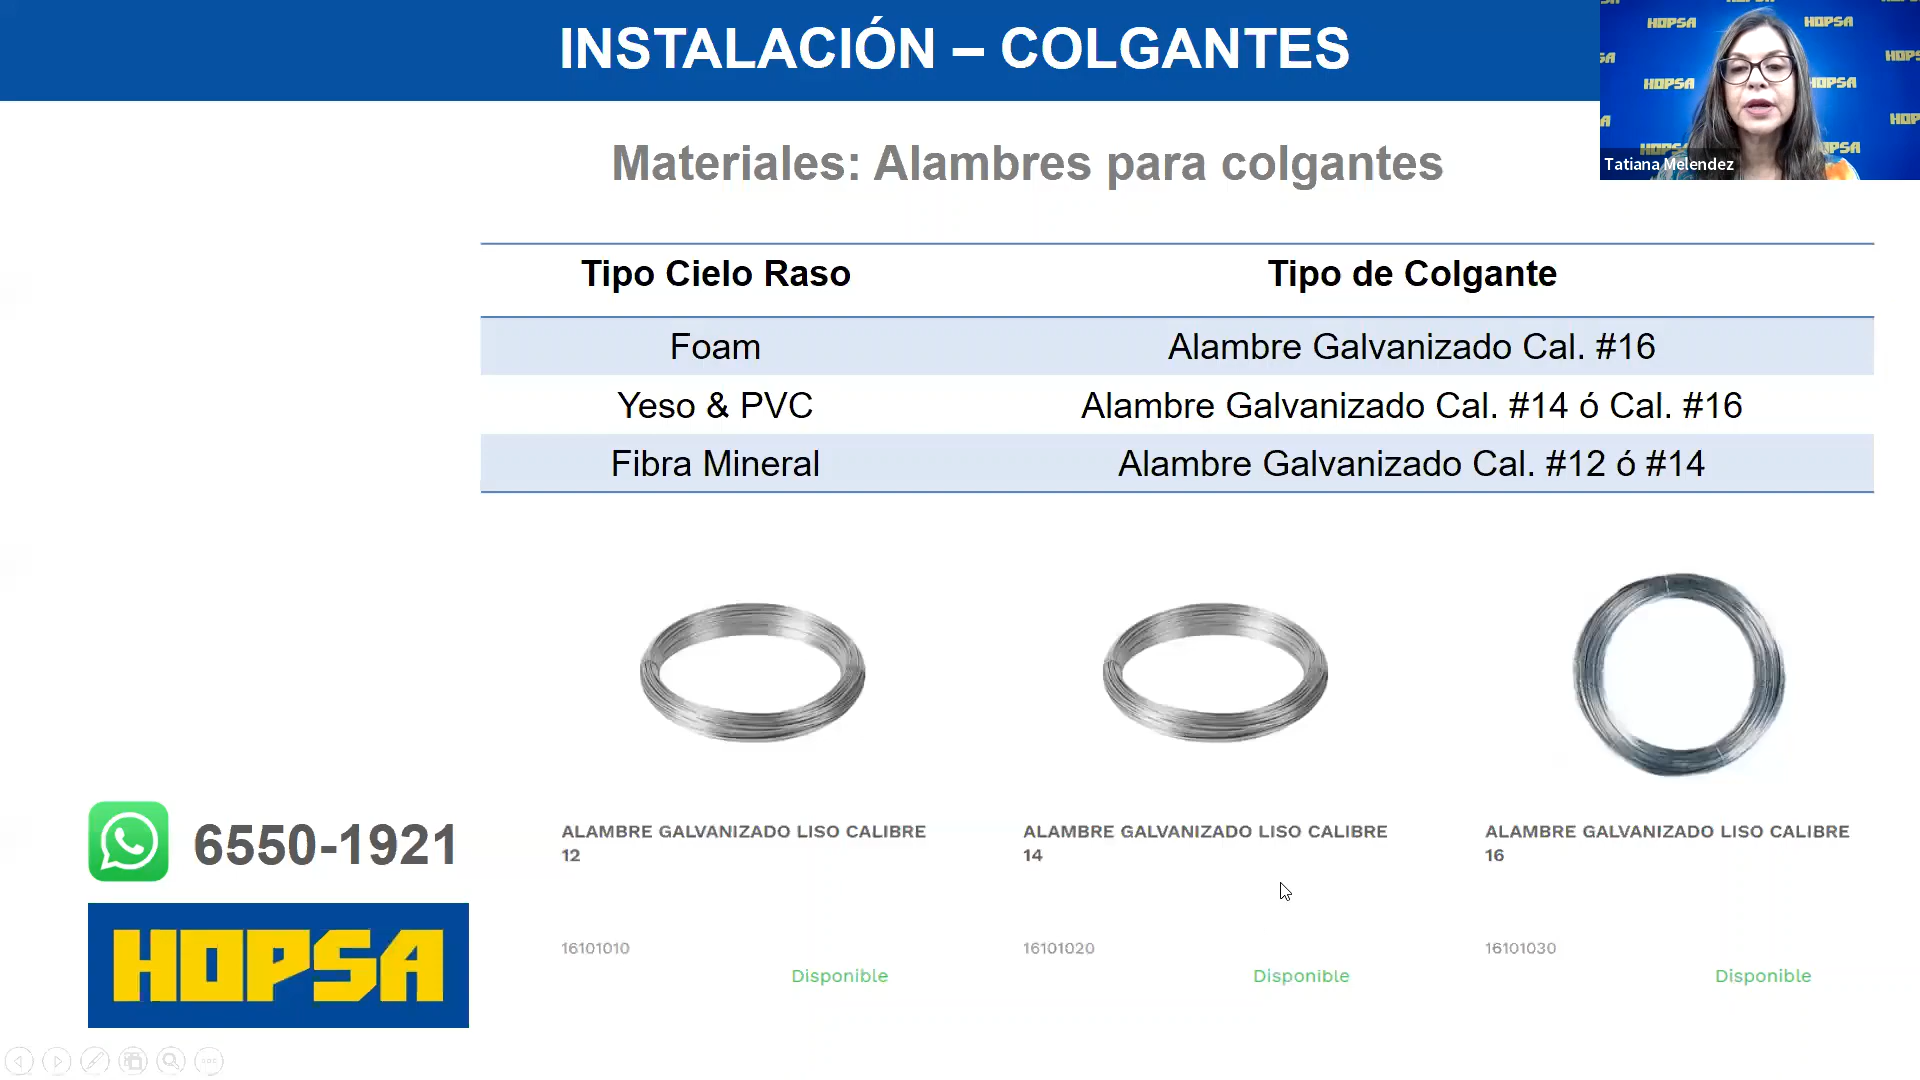 INSTALACIÓN – COLGANTES
HOPSA HOPSA
HOPSA HOPSA
Tatiana Melendez
Materiales: Alambres para colgantes
Tipo Cielo Raso Tipo de Colgante
Foam Alambre Galvanizado Cal. #16
Yeso & PVC Alambre Galvanizado Cal. #14 ó Cal. #16
Fibra Mineral Alambre Galvanizado Cal. #12 ó #14
6550-1921
HOPSA
ALAMBRE GALVANIZADO LISO CALIBRE
12
16101010
Disponible
ALAMBRE GALVANIZADO LISO CALIBRE
14
16101020
Disponible
ALAMBRE GALVANIZADO LISO CALIBRE
16
16101030
Disponible